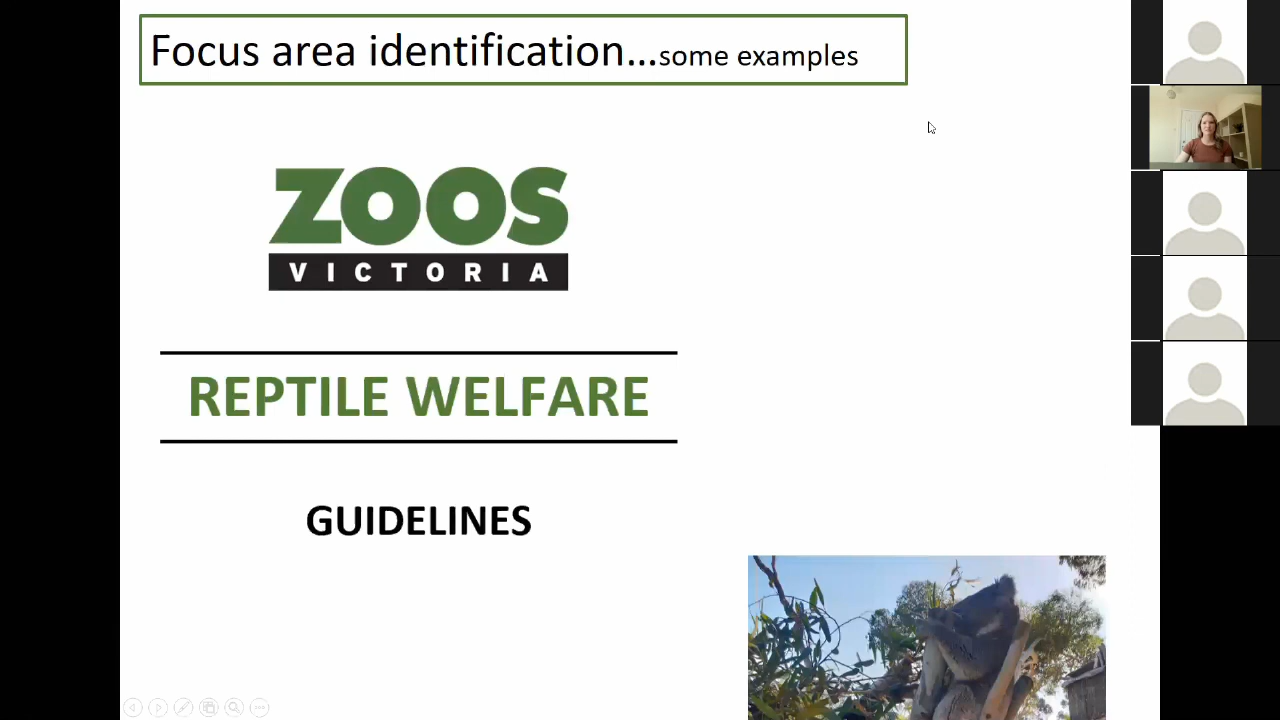 Focus area identification...some examples
ZOOS
VICTORIA
REPTILE WELFARE
GUIDELINES